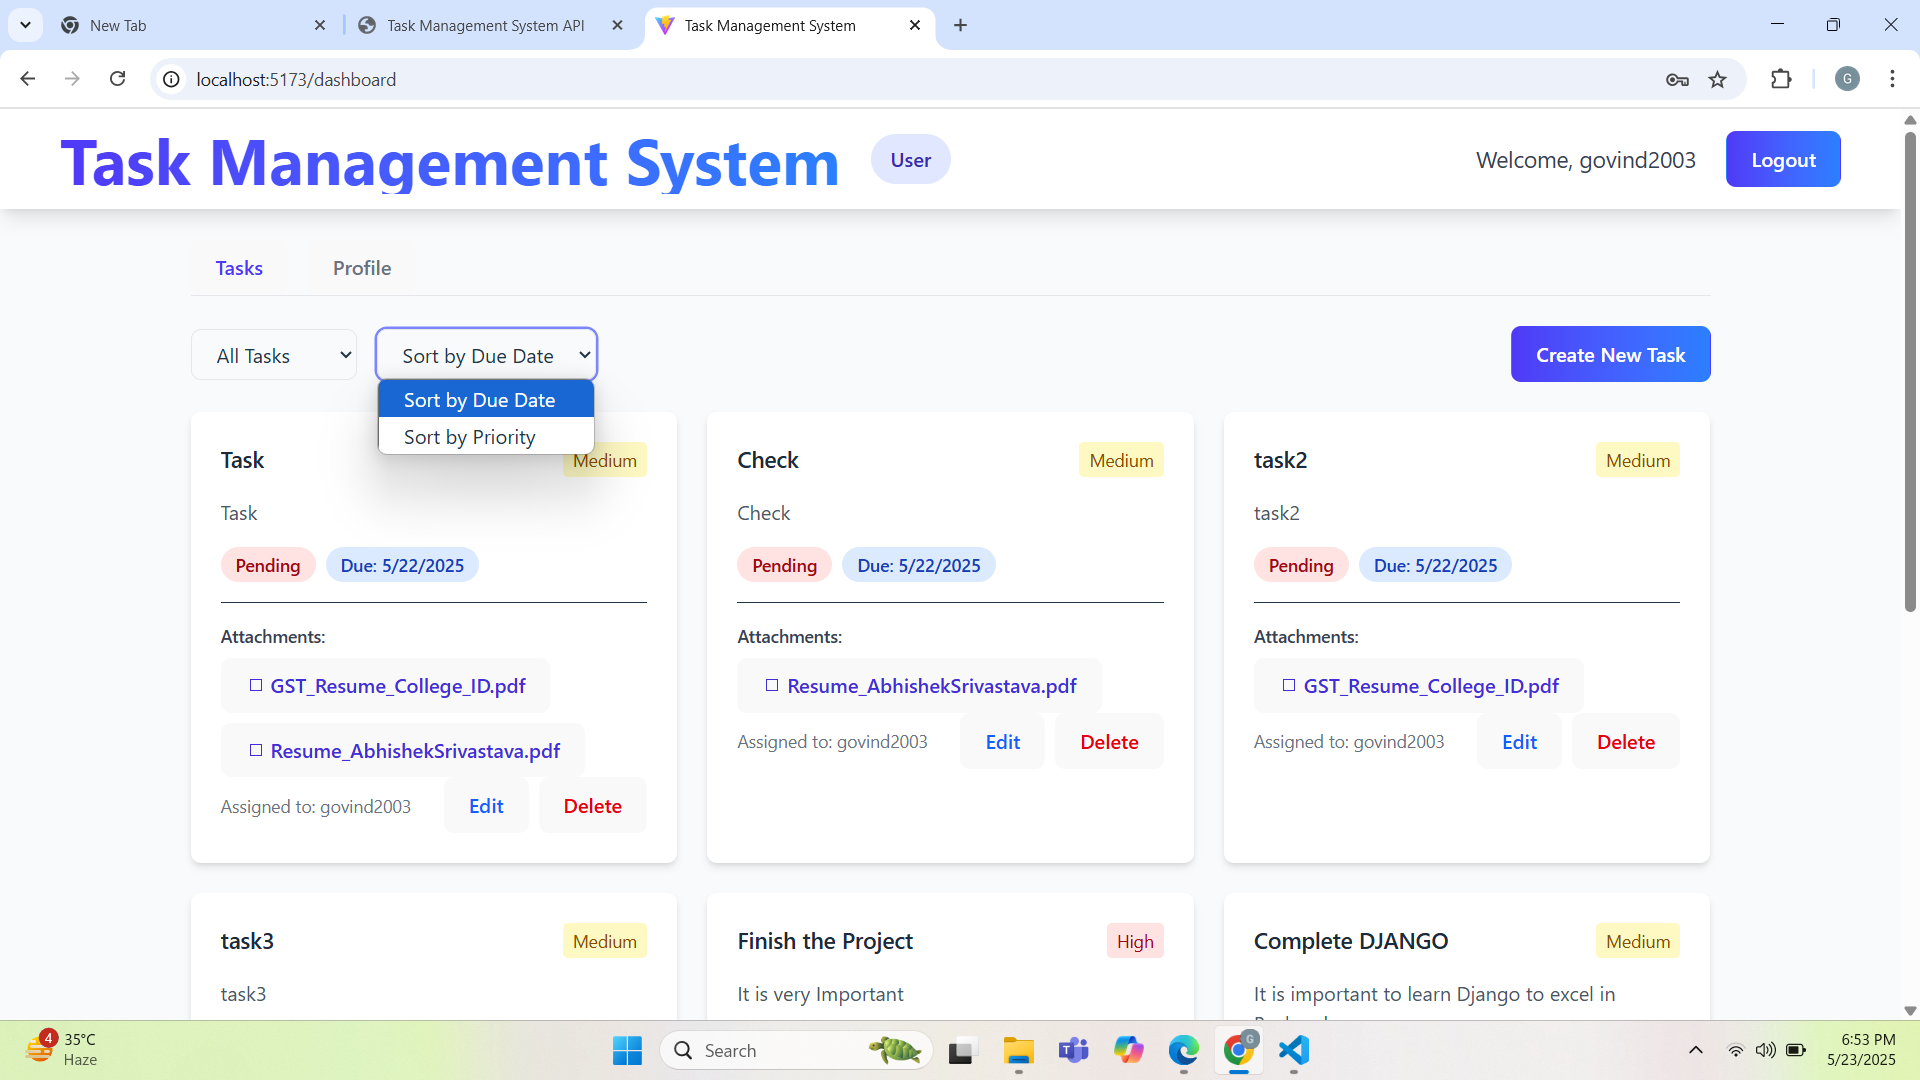 New Tab
Task Management System API
Task Management System
localhost:5173/dashboard
G
Task Management System
User
Welcome, govind2003
Logout
Tasks
Profile
All Tasks
Sort by Due Date
Create New Task
Sort by Due Date
Sort by Priority
Task
Medium
Task
Pending
Due: 5/22/2025
Attachments:
GST_Resume_College_ID.pdf
Resume_AbhishekSrivastava.pdf
Assigned to: govind2003
Edit
Delete
Check
Medium
Check
Pending
Due: 5/22/2025
Attachments:
Resume_AbhishekSrivastava.pdf
Assigned to: govind2003
Edit
Delete
task2
Medium
task2
Pending
Due: 5/22/2025
Attachments:
GST_Resume_College_ID.pdf
Assigned to: govind2003
Edit
Delete
task3
Medium
task3
Finish the Project
High
It is very Important
Complete DJANGO
Medium
It is important to learn Django to excel in
4
35°C
Haze
Search
G
6:53 PM
5/23/2025